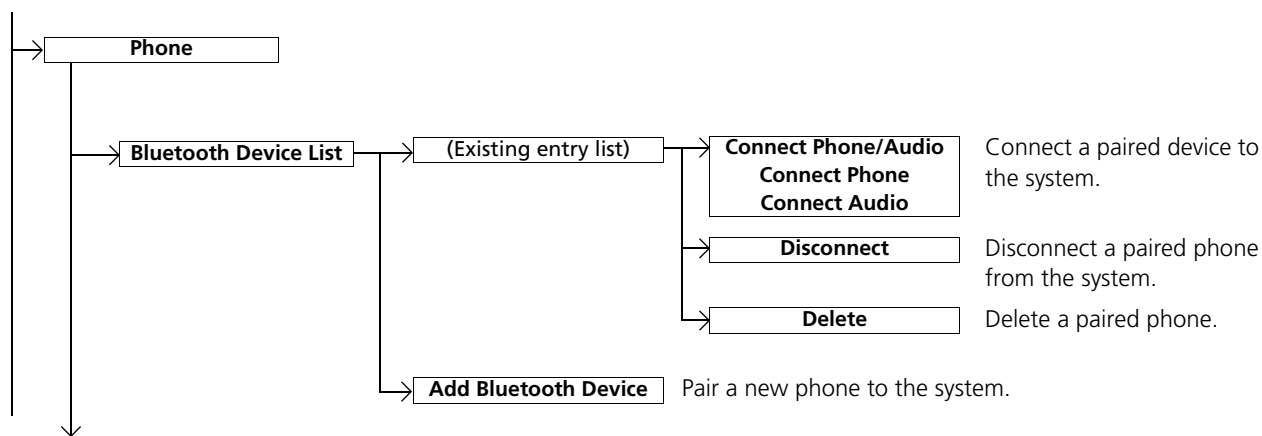 Phone
Bluetooth Device List
(Existing entry list)
Connect Phone/Audio
Connect Phone
Connect Audio
Connect a paired device to
the system.
Disconnect
Disconnect a paired phone
from the system.
Delete
Delete a paired phone.
Add Bluetooth Device
Pair a new phone to the system.